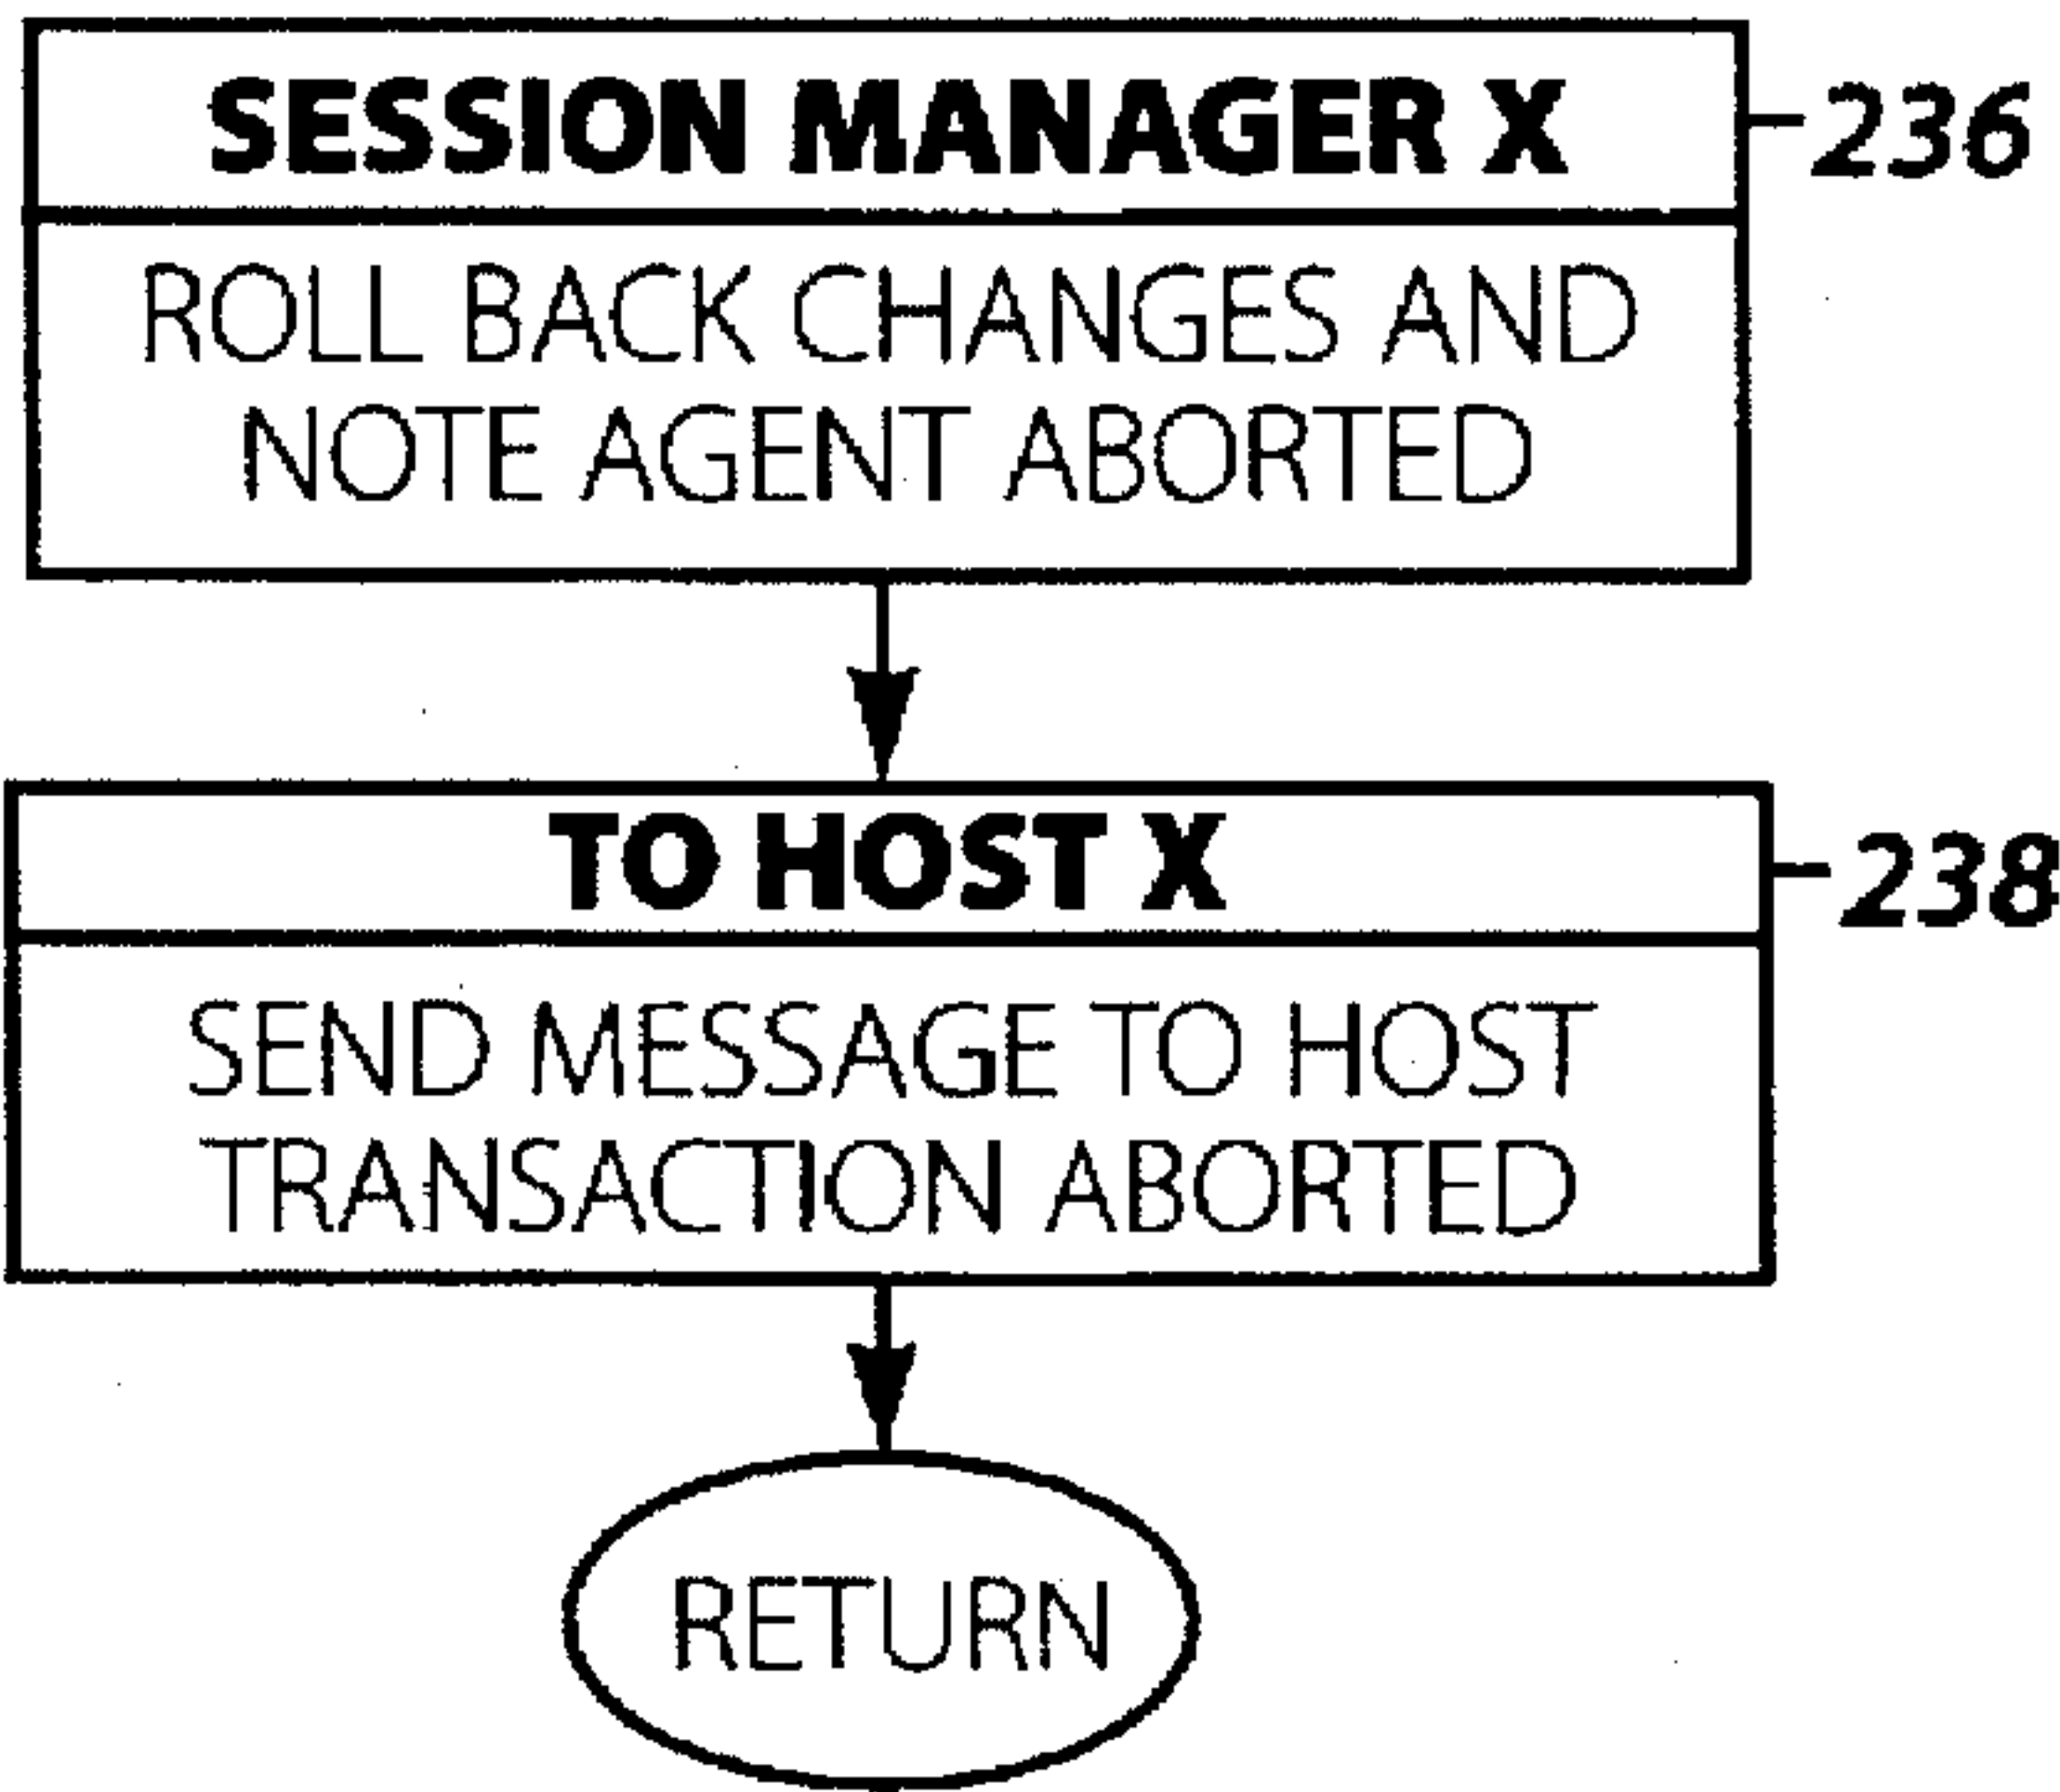 SESSION MANAGER X
236
ROLL BACK CHANGES AND
NOTE AGENT ABORTED
TO HOST X
238
SEND MESSAGE TO HOST
TRANSACTION ABORTED
RETURN